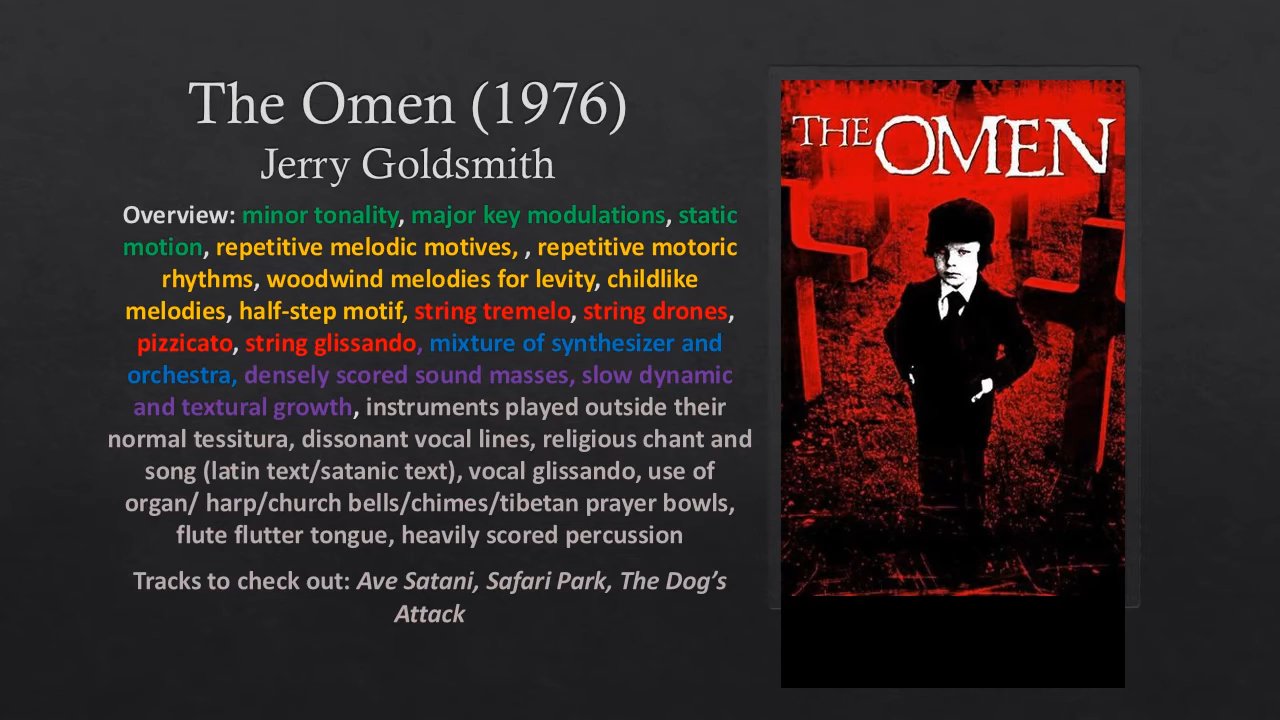 The Omen (1976)
Jerry Goldsmith
Overview: minor tonality, major key modulations, static
motion, repetitive melodic motives, , repetitive motoric
rhythms, woodwind melodies for levity, childlike
melodies, half-step motif, string tremelo, string drones,
pizzicato, string glissando, mixture of synthesizer and
orchestra, densely scored sound masses, slow dynamic
and textural growth, instruments played outside their
normal tessitura, dissonant vocal lines, religious chant and
song (latin text/satanic text), vocal glissando, use of
organ/ harp/church bells/chimes/tibetan prayer bowls,
flute flutter tongue, heavily scored percussion
Tracks to check out: Ave Satani, Safari Park, The Dog’s
Attack
THE OMEN